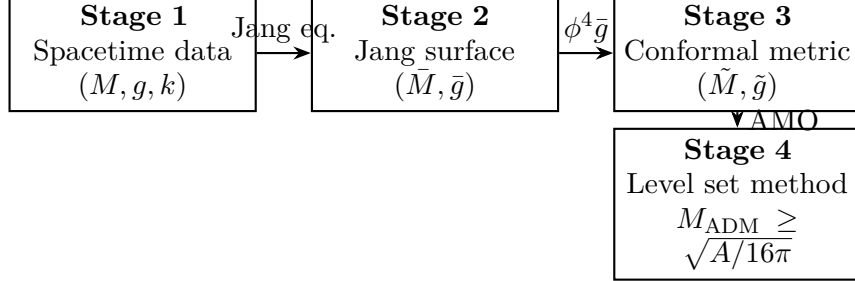 Stage 1
Spacetime data
(M, g, k)
Jang eq.
Stage 2
Jang surface
(M̄, ḡ)
ϕ⁴ḡ
Stage 3
Conformal metric
(M̃, g̃)
AMO
Stage 4
Level set method
M_ADM ≥
√A/16π